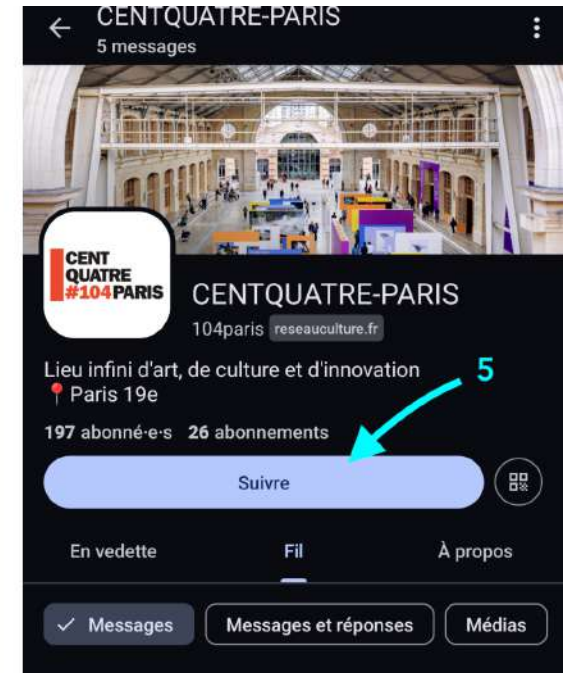 CENTQUATRE-PARIS
5 messages
CENT
QUATRE
#104PARIS
CENTQUATRE-PARIS
104paris reseauculture.fr
Lieu infini d'art, de culture et d'innovation
📍Paris 19e
5
197 abonné·e·s 26 abonnements
Suivre
En vedette Fil À propos
✓ Messages Messages et réponses Médias